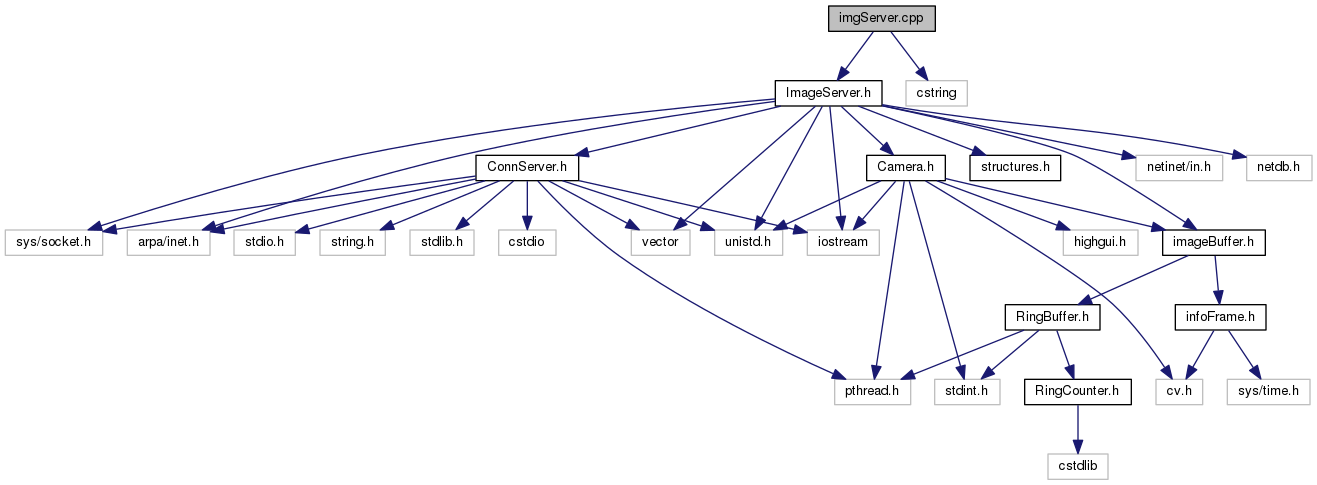 imgServer.cpp
ImageServer.h
cstring
ConnServer.h
Camera.h
structures.h
netinet/in.h
netdb.h
sys/socket.h
arpa/inet.h
stdio.h
string.h
stdlib.h
cstdio
vector
unistd.h
iostream
highgui.h
imageBuffer.h
RingBuffer.h
infoFrame.h
pthread.h
stdint.h
RingCounter.h
cv.h
sys/time.h
cstdlib